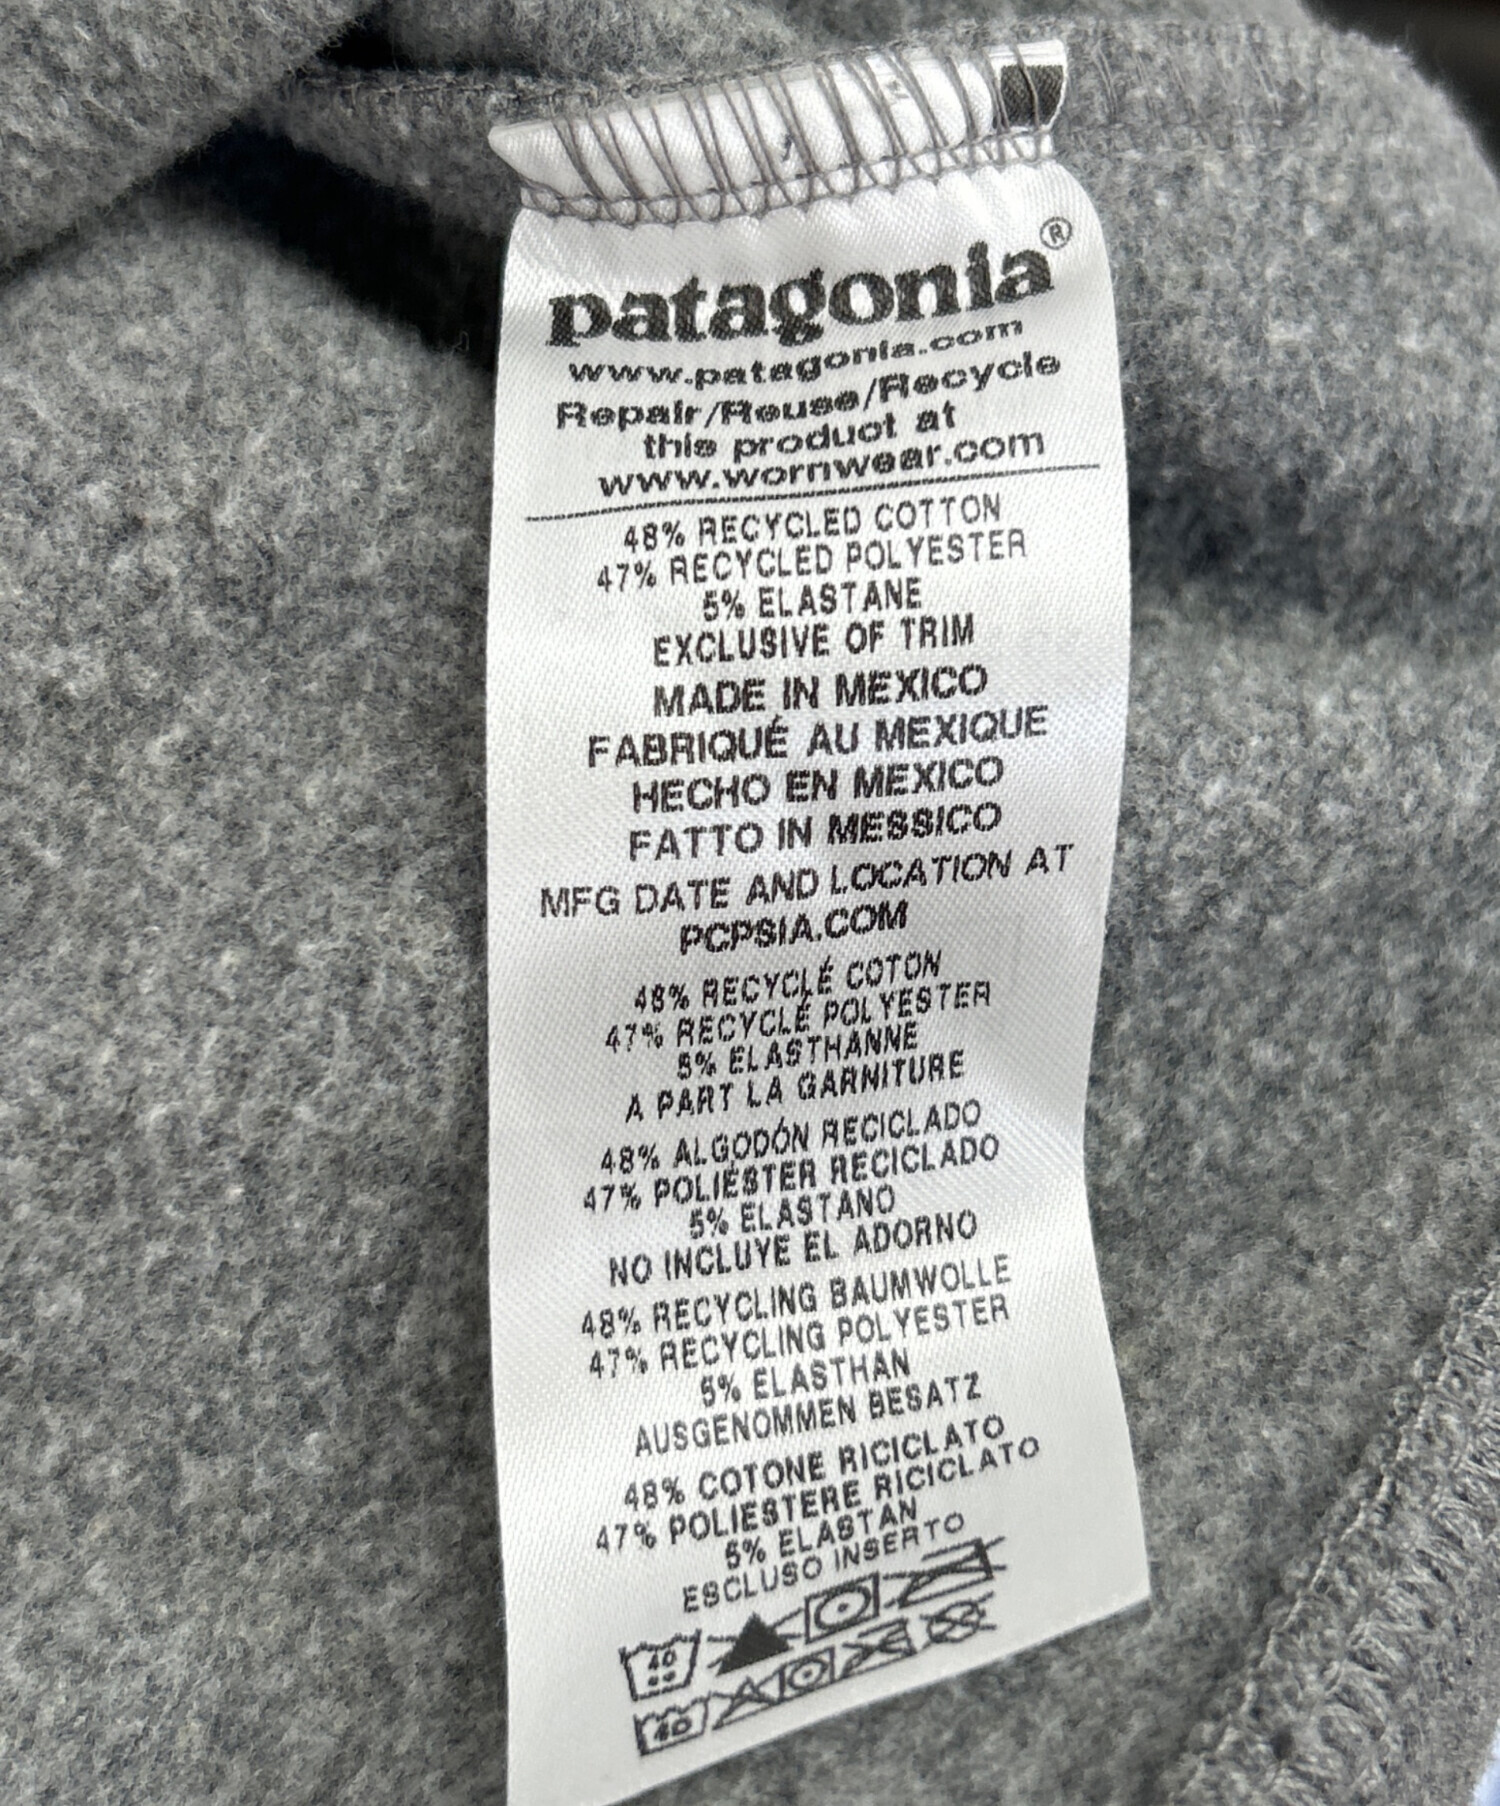 patagonia®
www.patagonia.com
Repair/Reuse/Recycle
this product at
www.wornwear.com
48% RECYCLED COTTON
47% RECYCLED POLYESTER
5% ELASTANE
EXCLUSIVE OF TRIM
MADE IN MEXICO
FABRIQUÉ AU MEXIQUE
HECHO EN MEXICO
FATTO IN MESSICO
MFG DATE AND LOCATION AT
PCPSIA.COM
48% RECYCLÉ COTON
47% RECYCLÉ POLYESTER
5% ELASTHANNE
A PART LA GARNITURE
48% ALGODÓN RECICLADO
47% POLIÉSTER RECICLADO
5% ELASTANO
NO INCLUYE EL ADORNO
48% RECYCLING BAUMWOLLE
47% RECYCLING POLYESTER
5% ELASTHAN
AUSGENOMMEN BESATZ
48% COTONE RICICLATO
47% POLIESTERE RICICLATO
5% ELASTAN
ESCLUSO INSERTO
40
40